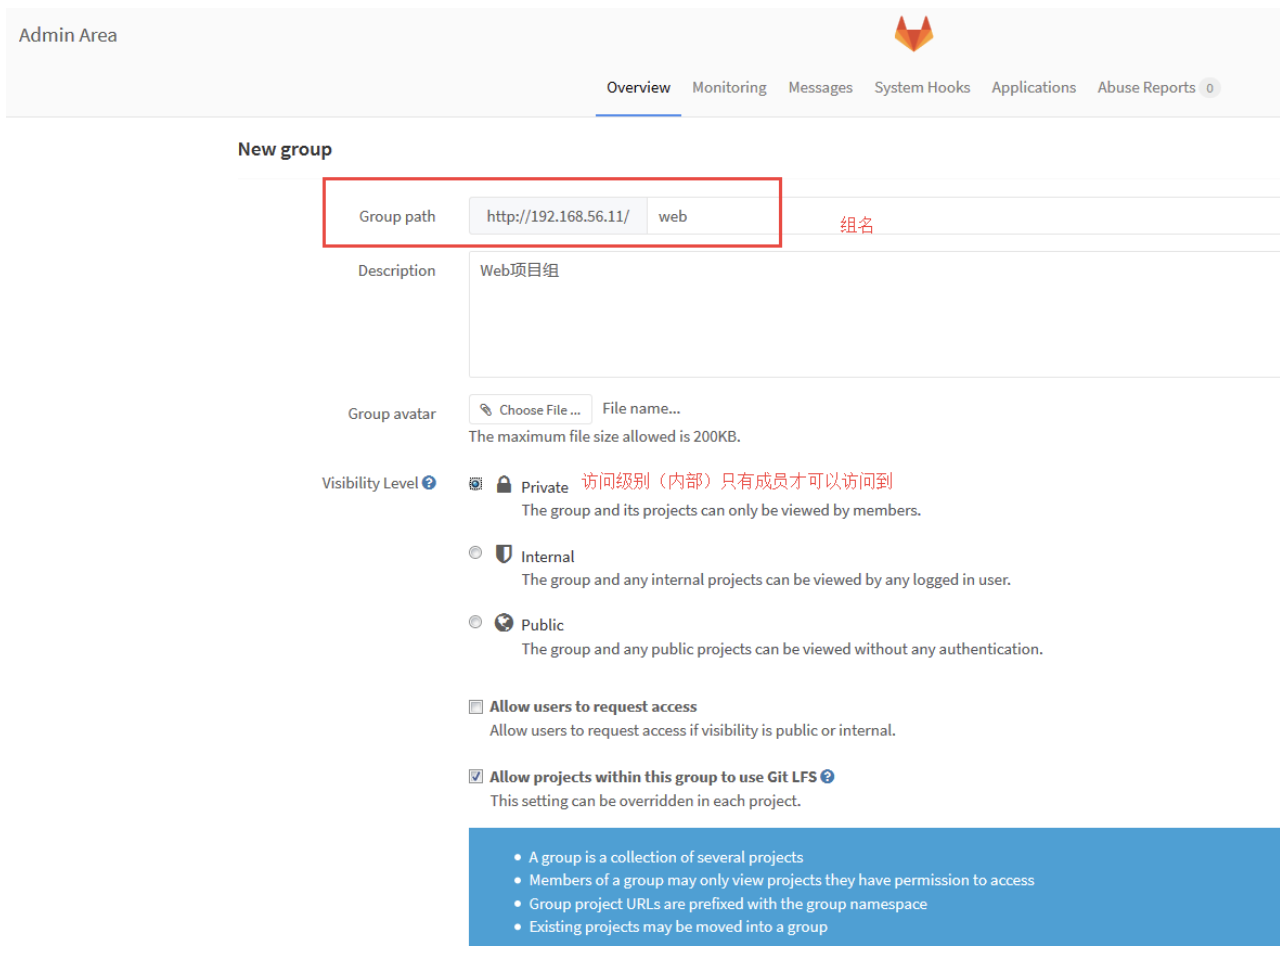 Admin Area
Overview Monitoring Messages System Hooks Applications Abuse Reports 0
New group
Group path http://192.168.56.11/ web 组名
Description Web项目组
Group avatar Choose File ... File name...
The maximum file size allowed is 200KB.
Visibility Level Private 访问级别（内部）只有成员才可以访问到
The group and its projects can only be viewed by members.
Internal
The group and any internal projects can be viewed by any logged in user.
Public
The group and any public projects can be viewed without any authentication.
Allow users to request access
Allow users to request access if visibility is public or internal.
Allow projects within this group to use Git LFS
This setting can be overridden in each project.
A group is a collection of several projects
Members of a group may only view projects they have permission to access
Group project URLs are prefixed with the group namespace
Existing projects may be moved into a group